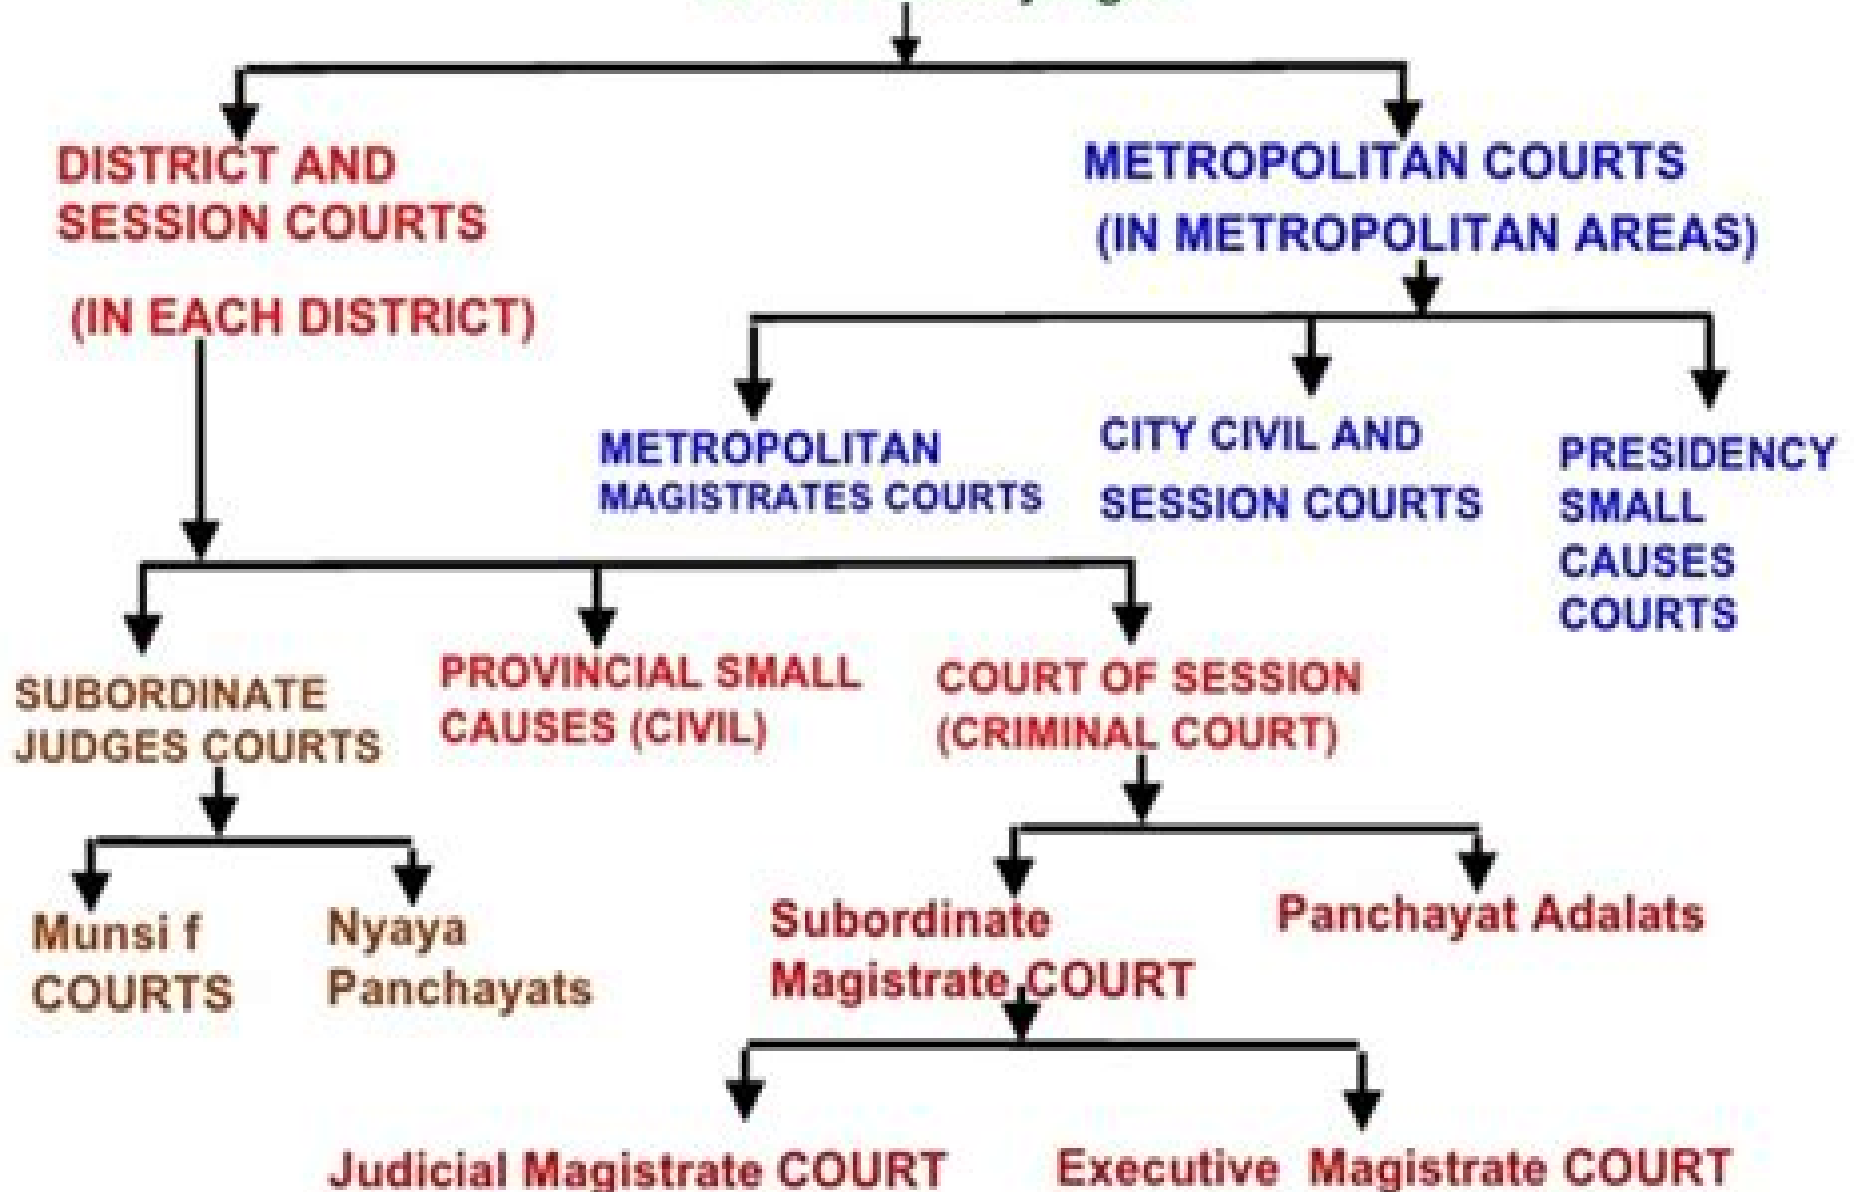 DISTRICT AND
SESSION COURTS
(IN EACH DISTRICT)
METROPOLITAN COURTS
(IN METROPOLITAN AREAS)
METROPOLITAN
MAGISTRATES COURTS
CITY CIVIL AND
SESSION COURTS
PRESIDENCY
SMALL
CAUSES
COURTS
SUBORDINATE
JUDGES COURTS
PROVINCIAL SMALL
CAUSES (CIVIL)
COURT OF SESSION
(CRIMINAL COURT)
Munsi f
COURTS
Nyaya
Panchayats
Subordinate
Magistrate COURT
Panchayat Adalats
Judicial Magistrate COURT
Executive Magistrate COURT